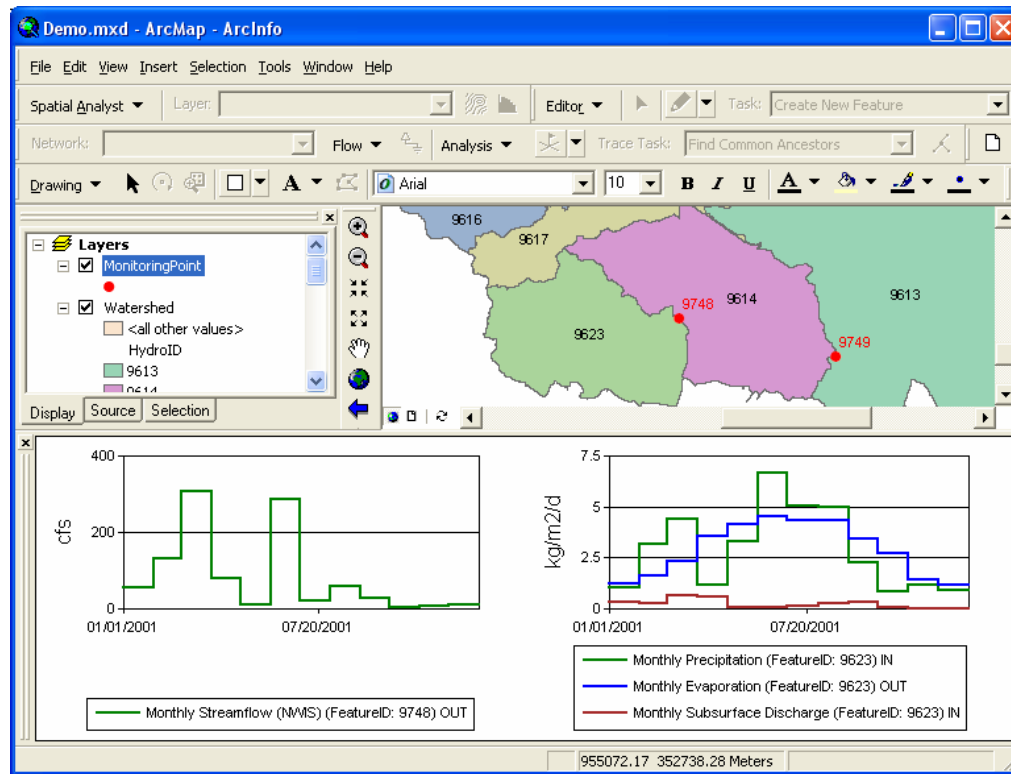 Demo.mxd - ArcMap - ArcInfo
File Edit View Insert Selection Tools Window Help
Spatial Analyst Layer: Editor Task: Create New Feature
Network: Flow Analysis Trace Task: Find Common Ancestors
Drawing A Arial 10 B I U A
Layers
MonitoringPoint
Watershed
<all other values>
HydroID
9613
9614
Display Source Selection
9616
9617
9623
9748
9614
9749
9613
400
200
0
cfs
01/01/2001 07/20/2001
Monthly Streamflow (NWIS) (FeatureID: 9748) OUT
7.5
5
2.5
0
kg/m2/d
01/01/2001 07/20/2001
Monthly Precipitation (FeatureID: 9623) IN
Monthly Evaporation (FeatureID: 9623) OUT
Monthly Subsurface Discharge (FeatureID: 9623) IN
955072.17 352738.28 Meters